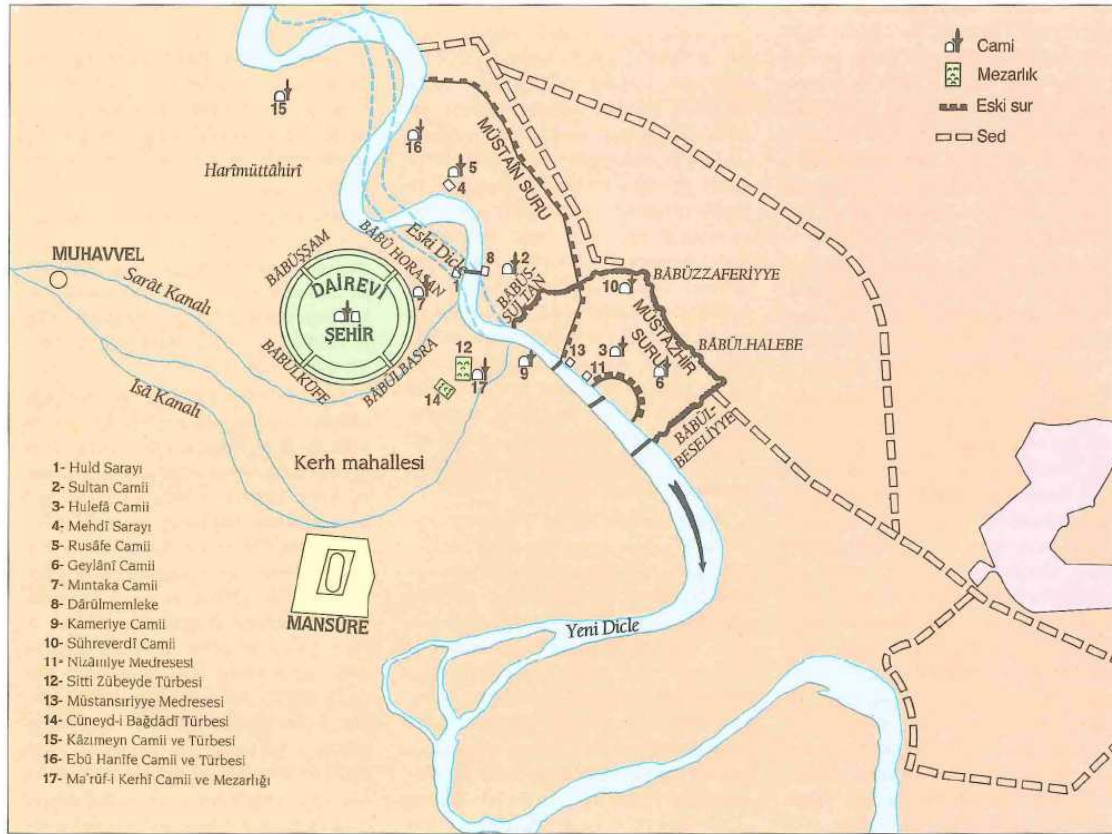 Cami
Mezarlık
Eski sur
Sed
15
16
5
4
MÜSTAÎN SURU
Harîmüttâhirî
MUHAVVEL
Sarât Kanalı
BÂBÜŞŞAM
BÂBÜ HORASAN
Eski Dicle
DAİREVÎ
ŞEHİR
7
1
8
2
BÂBÜS-
SULTAN
10
BÂBÜZZAFERİYYE
MÜSTAZHİR
SURU
BÂBÜLHALEBE
3
6
13
11
9
12
17
14
BÂBÜLKÜFE
BÂBÜLBASRA
BÂBÜL-
BESELİYYE
Îsâ Kanalı
Kerh mahallesi
1- Huld Sarayı
2- Sultan Camii
3- Hulefâ Camii
4- Mehdî Sarayı
5- Rusâfe Camii
6- Geylânî Camii
7- Mıntaka Camii
8- Dârülmemleke
9- Kameriye Camii
10- Sühreverdî Camii
11- Nizâmiye Medresesi
12- Sitti Zübeyde Türbesi
13- Müstansıriyye Medresesi
14- Cüneyd-i Bağdâdî Türbesi
15- Kâzımeyn Camii ve Türbesi
16- Ebû Hanîfe Camii ve Türbesi
17- Ma'rûf-i Kerhî Camii ve Mezarlığı
MANSÛRE
Yeni Dicle